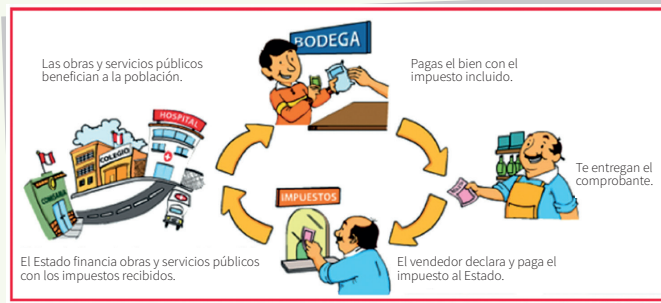 BODEGA
Las obras y servicios públicos
benefician a la población.
Pagas el bien con el
impuesto incluido.
HOSPITAL
COLEGIO
COMISARIA
Te entregan el
comprobante.
IMPUESTOS
El Estado financia obras y servicios públicos
con los impuestos recibidos.
El vendedor declara y paga el
impuesto al Estado.